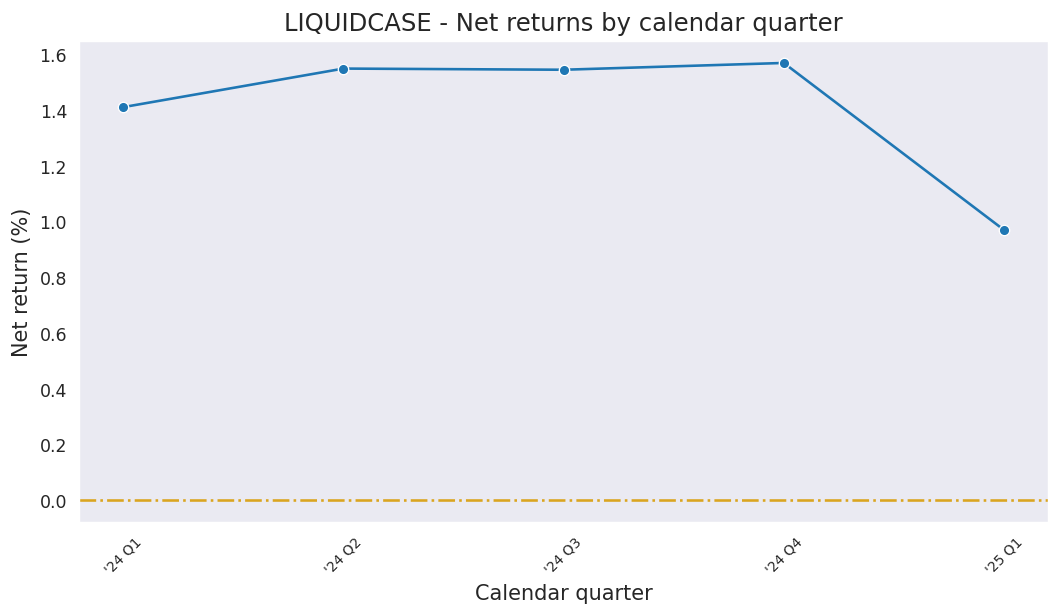 LIQUIDCASE - Net returns by calendar quarter
Net return (%)
1.6
1.4
1.2
1.0
0.8
0.6
0.4
0.2
0.0
'24 Q1
'24 Q2
'24 Q3
'24 Q4
'25 Q1
Calendar quarter